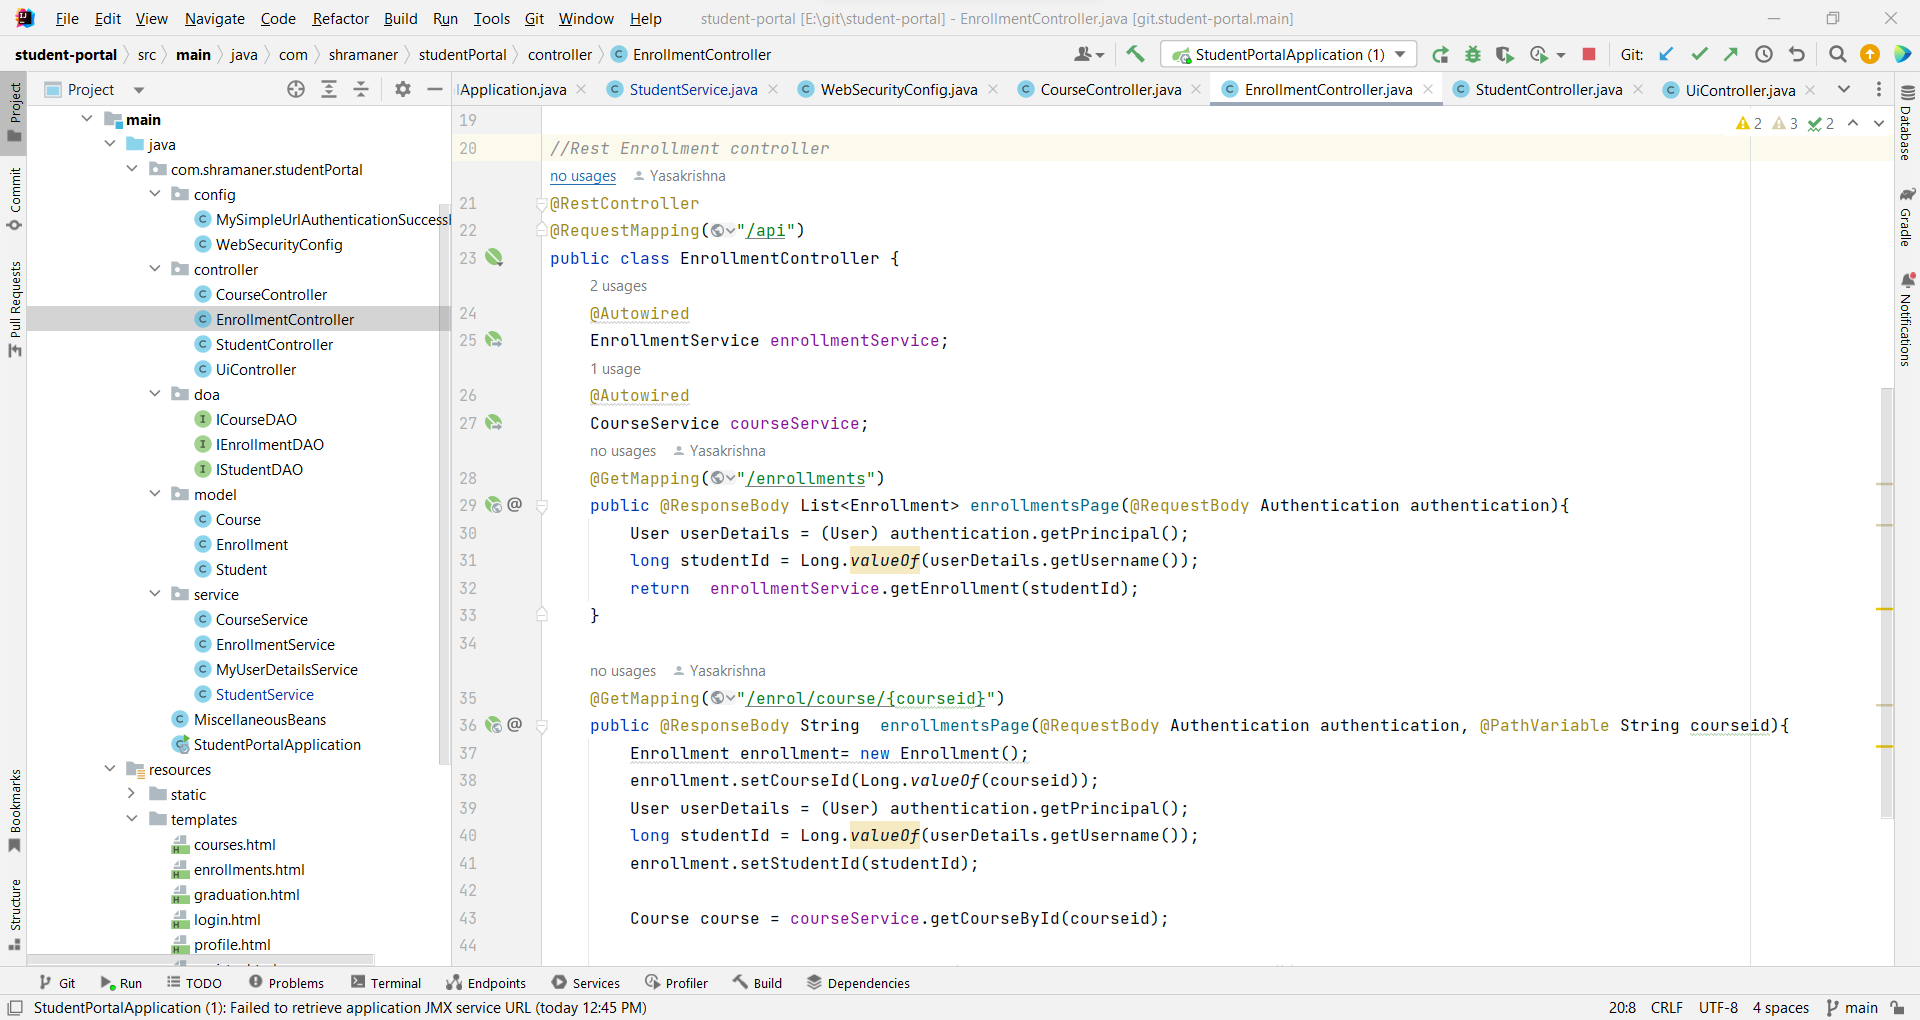 File Edit View Navigate Code Refactor Build Run Tools Git Window Help student-portal [E:\git\student-portal] - EnrollmentController.java [git.student-portal.main]
student-portal src main java com shramaner studentPortal controller EnrollmentController StudentPortalApplication (1) Git:
Project
lApplication.java StudentService.java WebSecurityConfig.java CourseController.java EnrollmentController.java StudentController.java UiController.java
Project
Commit
Pull Requests
Bookmarks
Structure
main
java
com.shramaner.studentPortal
config
MySimpleUrlAuthenticationSuccess
WebSecurityConfig
controller
CourseController
EnrollmentController
StudentController
UiController
doa
ICourseDAO
IEnrollmentDAO
IStudentDAO
model
Course
Enrollment
Student
service
CourseService
EnrollmentService
MyUserDetailsService
StudentService
MiscellaneousBeans
StudentPortalApplication
resources
static
templates
courses.html
enrollments.html
graduation.html
login.html
profile.html
2 3 2
19
20 //Rest Enrollment controller
no usages Yasakrishna
21 @RestController
22 @RequestMapping("/api")
23 public class EnrollmentController {
2 usages
24 @Autowired
25 EnrollmentService enrollmentService;
1 usage
26 @Autowired
27 CourseService courseService;
no usages Yasakrishna
28 @GetMapping("/enrollments")
29 @ public @ResponseBody List<Enrollment> enrollmentsPage(@RequestBody Authentication authentication){
30 User userDetails = (User) authentication.getPrincipal();
31 long studentId = Long.valueOf(userDetails.getUsername());
32 return  enrollmentService.getEnrollment(studentId);
33 }
34
no usages Yasakrishna
35 @GetMapping("/enrol/course/{courseid}")
36 @ public @ResponseBody String  enrollmentsPage(@RequestBody Authentication authentication, @PathVariable String courseid){
37 Enrollment enrollment= new Enrollment();
38 enrollment.setCourseId(Long.valueOf(courseid));
39 User userDetails = (User) authentication.getPrincipal();
40 long studentId = Long.valueOf(userDetails.getUsername());
41 enrollment.setStudentId(studentId);
42
43 Course course = courseService.getCourseById(courseid);
44
Database
Gradle
Notifications
Git Run TODO Problems Terminal Endpoints Services Profiler Build Dependencies
StudentPortalApplication (1): Failed to retrieve application JMX service URL (today 12:45 PM) 20:8 CRLF UTF-8 4 spaces main